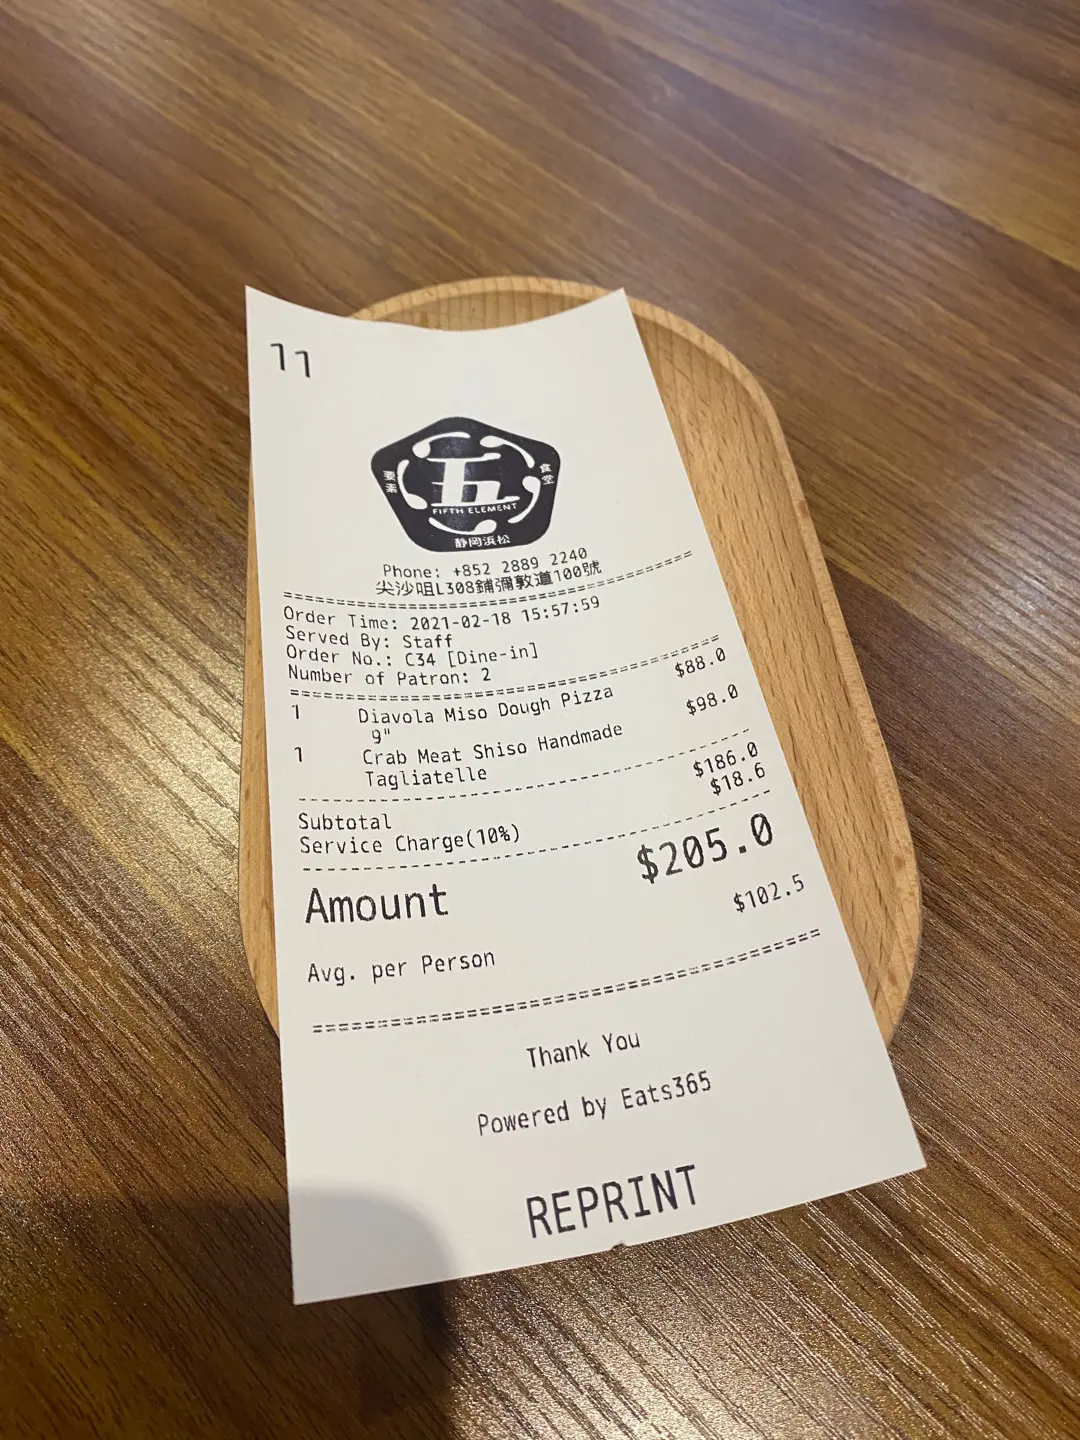 11
五
要素
食堂
FIFTH ELEMENT
静岡浜松
Phone: +852 2889 2240
尖沙咀L308鋪彌敦道100號
Order Time: 2021-02-18 15:57:59
Served By: Staff
Order No.: C34 [Dine-in]
Number of Patron: 2
1 Diavola Miso Dough Pizza $88.0
9"
1 Crab Meat Shiso Handmade $98.0
Tagliatelle
Subtotal $186.0
Service Charge(10%) $18.6
Amount $205.0
Avg. per Person $102.5
Thank You
Powered by Eats365
REPRINT